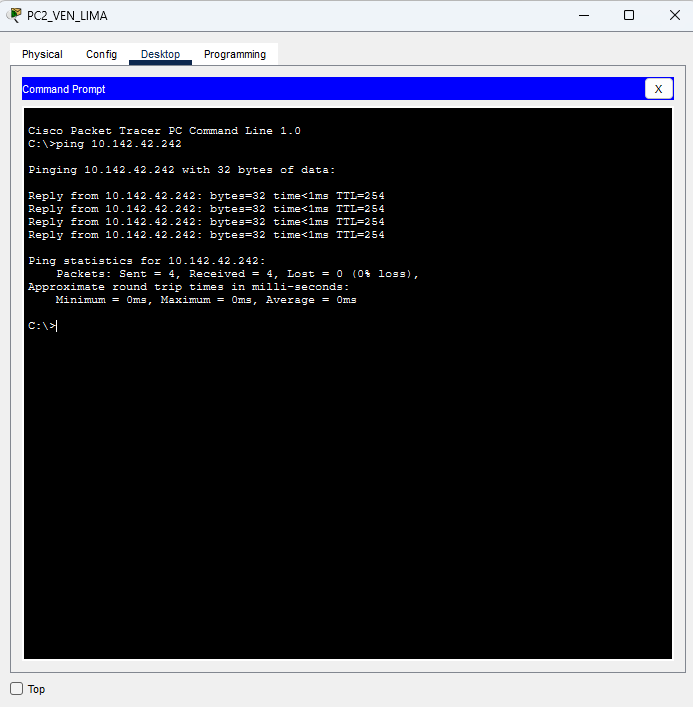 PC2_VEN_LIMA
Physical Config Desktop Programming
Command Prompt X
Cisco Packet Tracer PC Command Line 1.0
C:\>ping 10.142.42.242
Pinging 10.142.42.242 with 32 bytes of data:
Reply from 10.142.42.242: bytes=32 time<1ms TTL=254
Reply from 10.142.42.242: bytes=32 time<1ms TTL=254
Reply from 10.142.42.242: bytes=32 time<1ms TTL=254
Reply from 10.142.42.242: bytes=32 time<1ms TTL=254
Ping statistics for 10.142.42.242:
    Packets: Sent = 4, Received = 4, Lost = 0 (0% loss),
Approximate round trip times in milli-seconds:
    Minimum = 0ms, Maximum = 0ms, Average = 0ms
C:\>
Top